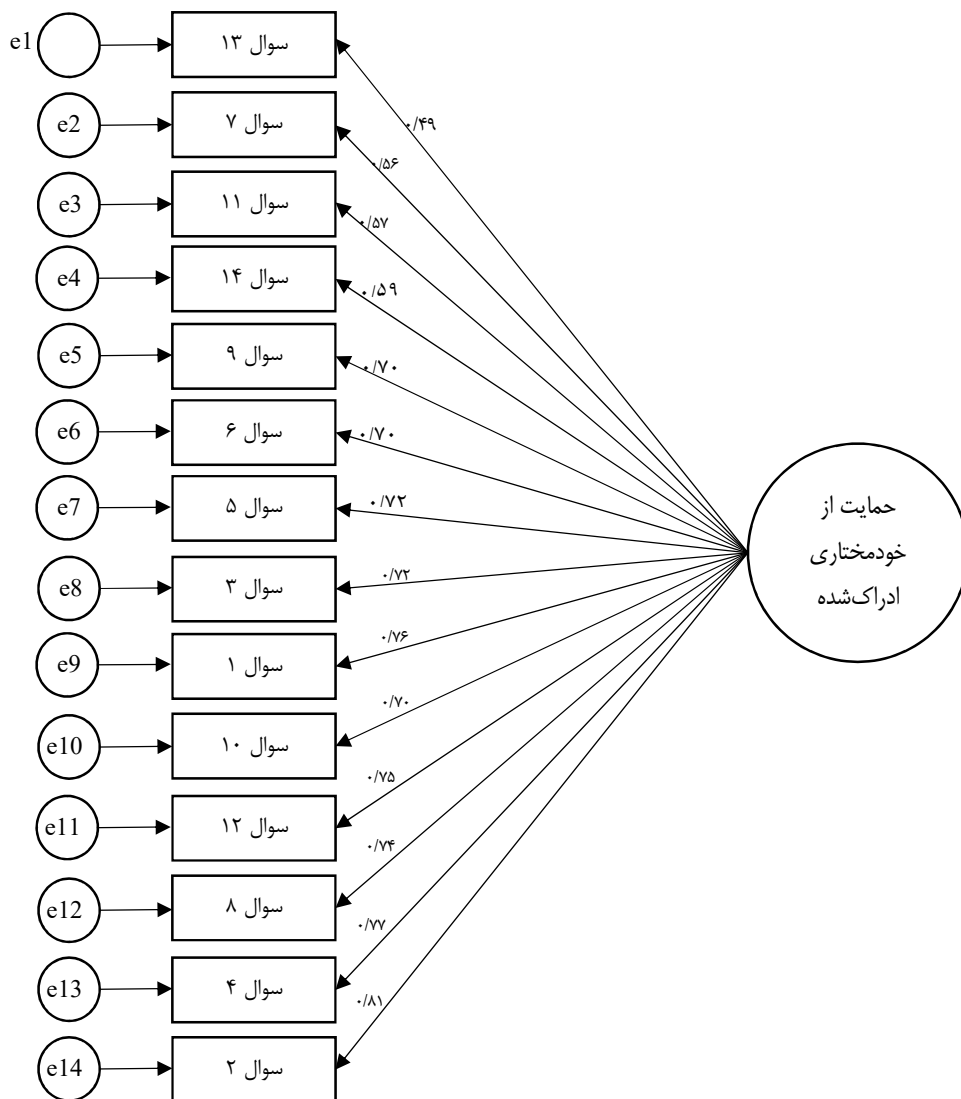 e1
سوال ۱۳
۰/۴۹
e2
سوال ۷
۰/۵۶
e3
سوال ۱۱
۰/۵۷
e4
سوال ۱۴
۰/۵۹
e5
سوال ۹
۰/۷۰
e6
سوال ۶
۰/۷۰
e7
سوال ۵
۰/۷۲
e8
سوال ۳
۰/۷۲
e9
سوال ۱
۰/۷۶
e10
سوال ۱۰
۰/۷۰
e11
سوال ۱۲
۰/۷۵
e12
سوال ۸
۰/۷۴
e13
سوال ۴
۰/۷۷
e14
سوال ۲
۰/۸۱
حمایت از
خودمختاری
ادراک‌شده